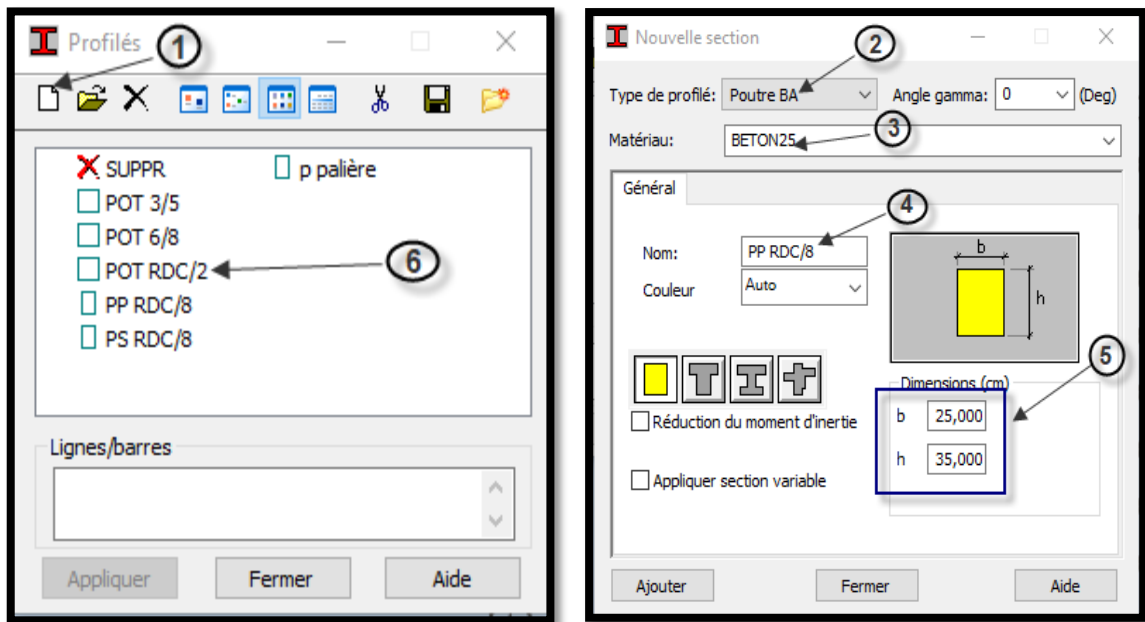 Profilés
1
SUPPR
p palière
POT 3/5
POT 6/8
POT RDC/2
6
PP RDC/8
PS RDC/8
Lignes/barres
Appliquer
Fermer
Aide
Nouvelle section
2
Type de profilé: Poutre BA
Angle gamma: 0 (Deg)
Matériau: BETON25
3
Général
4
Nom: PP RDC/8
Couleur Auto
b
h
5
Réduction du moment d'inertie
Appliquer section variable
Dimensions (cm)
b 25,000
h 35,000
Ajouter
Fermer
Aide